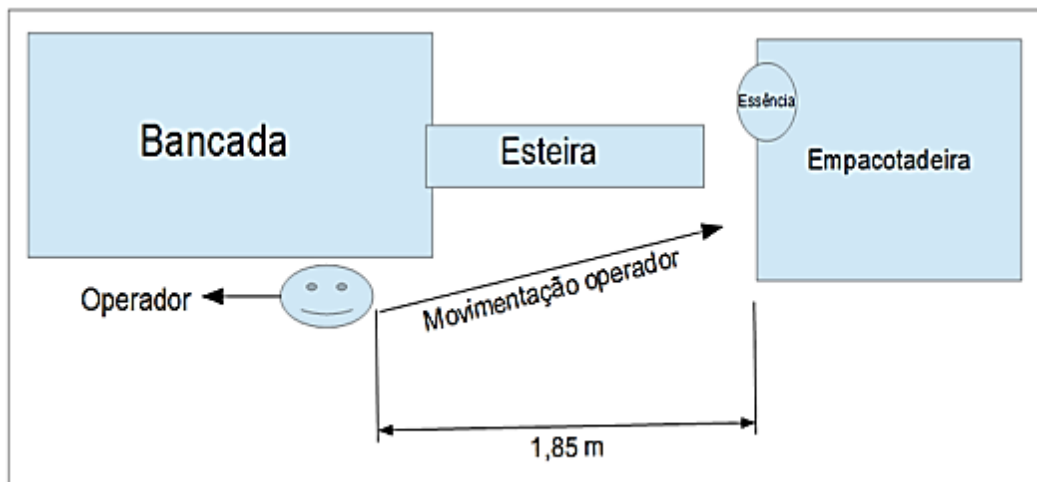 Bancada
Esteira
Essência
Empacotadeira
Operador
Movimentação operador
1,85 m